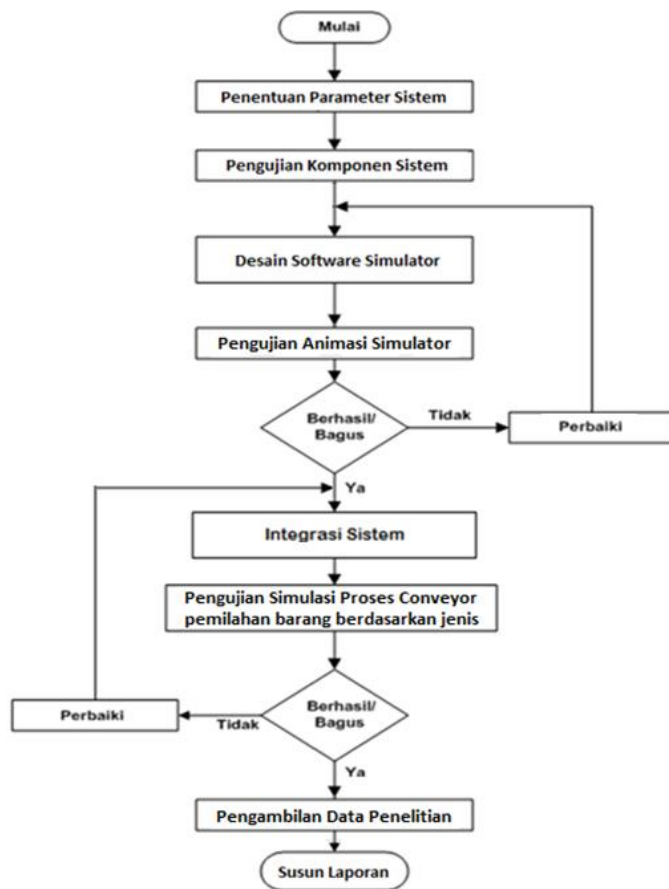 Mulai
Penentuan Parameter Sistem
Pengujian Komponen Sistem
Desain Software Simulator
Pengujian Animasi Simulator
Berhasil/
Bagus
Tidak
Perbaiki
Ya
Integrasi Sistem
Pengujian Simulasi Proses Conveyor
pemilahan barang berdasarkan jenis
Berhasil/
Bagus
Tidak
Perbaiki
Ya
Pengambilan Data Penelitian
Susun Laporan